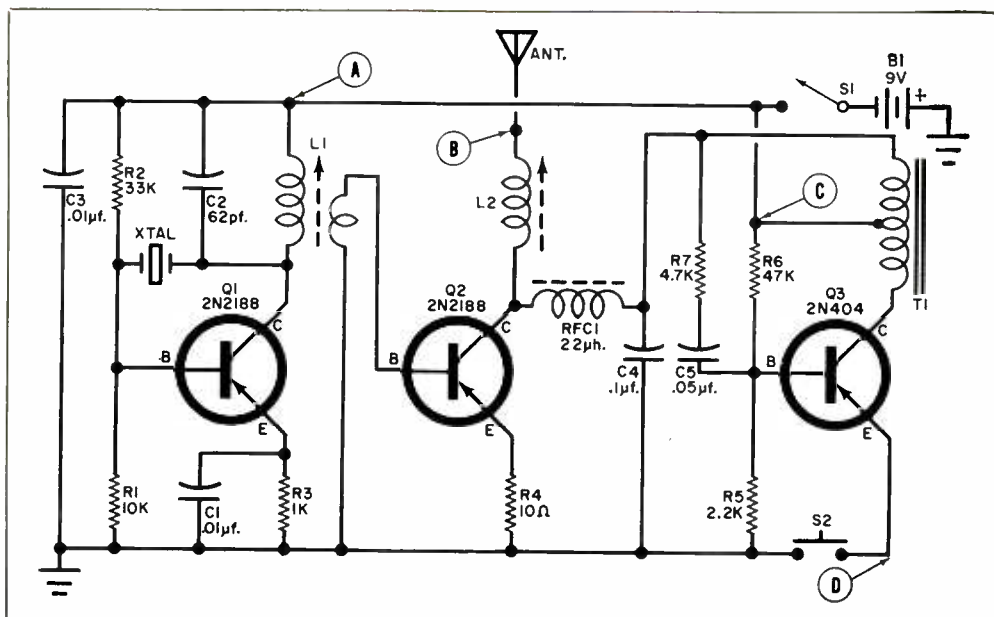 A
ANT.
B1
9V
+
S1
L1
B
R2
33K
C2
62pf.
C3
.01µf.
L2
C
XTAL
R7
4.7K
R6
47K
Q1
2N2188
Q2
2N2188
Q3
2N404
T1
C
C
C
RFC1
22µh.
B
B
C4
.1µf.
C5
.05µf.
B
E
E
E
R1
10K
C1
.01µf.
R3
1K
R4
10Ω
R5
2.2K
S2
D